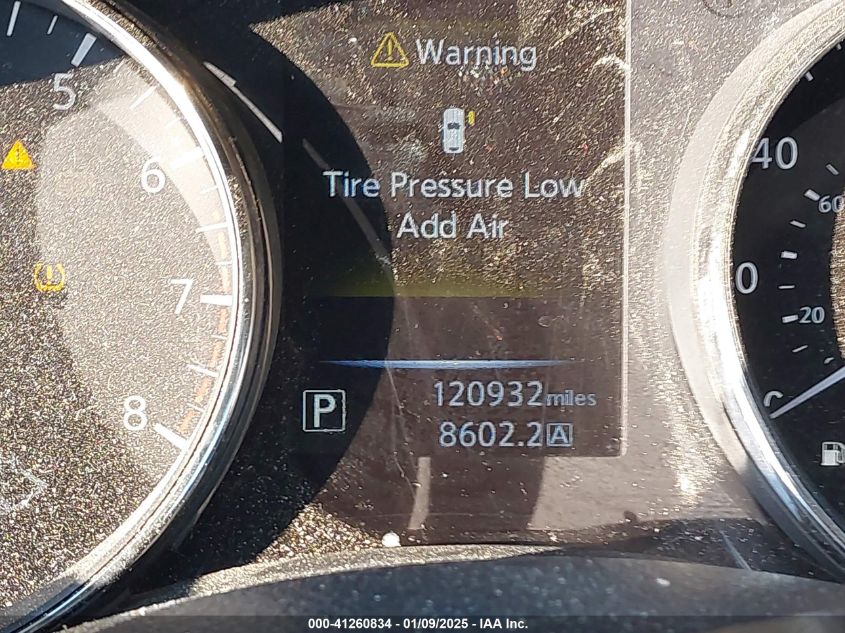 Warning
Tire Pressure Low
Add Air
5
6
7
8
40
60
20
P
120932 miles
8602.2 A
000-41260834 - 01/09/2025 - IAA Inc.